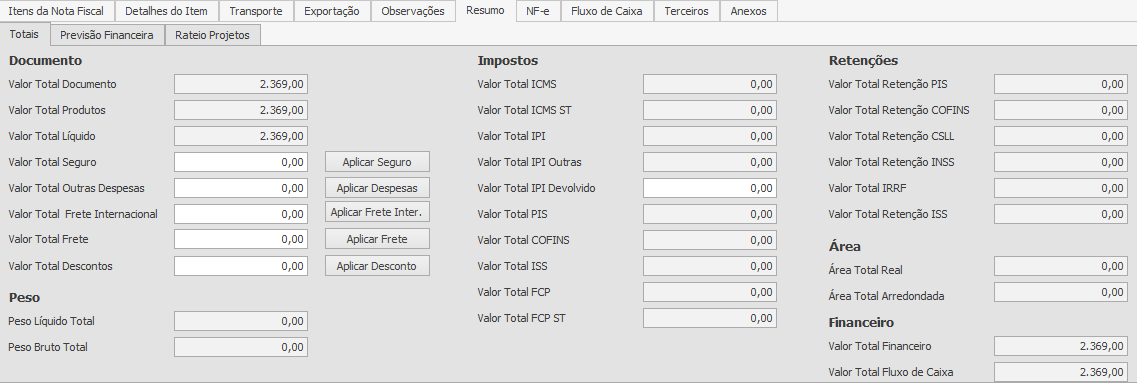 Itens da Nota Fiscal Detalhes do Item Transporte Exportação Observações Resumo NF-e Fluxo de Caixa Terceiros Anexos
Totais Previsão Financeira Rateio Projetos
Documento
Valor Total Documento 2.369,00
Valor Total Produtos 2.369,00
Valor Total Líquido 2.369,00
Valor Total Seguro 0,00 Aplicar Seguro
Valor Total Outras Despesas 0,00 Aplicar Despesas
Valor Total Frete Internacional 0,00 Aplicar Frete Inter.
Valor Total Frete 0,00 Aplicar Frete
Valor Total Descontos 0,00 Aplicar Desconto
Peso
Peso Líquido Total 0,00
Peso Bruto Total 0,00
Impostos
Valor Total ICMS 0,00
Valor Total ICMS ST 0,00
Valor Total IPI 0,00
Valor Total IPI Outras 0,00
Valor Total IPI Devolvido 0,00
Valor Total PIS 0,00
Valor Total COFINS 0,00
Valor Total ISS 0,00
Valor Total FCP 0,00
Valor Total FCP ST 0,00
Retenções
Valor Total Retenção PIS 0,00
Valor Total Retenção COFINS 0,00
Valor Total Retenção CSLL 0,00
Valor Total Retenção INSS 0,00
Valor Total IRRF 0,00
Valor Total Retenção ISS 0,00
Área
Área Total Real 0,00
Área Total Arredondada 0,00
Financeiro
Valor Total Financeiro 2.369,00
Valor Total Fluxo de Caixa 2.369,00